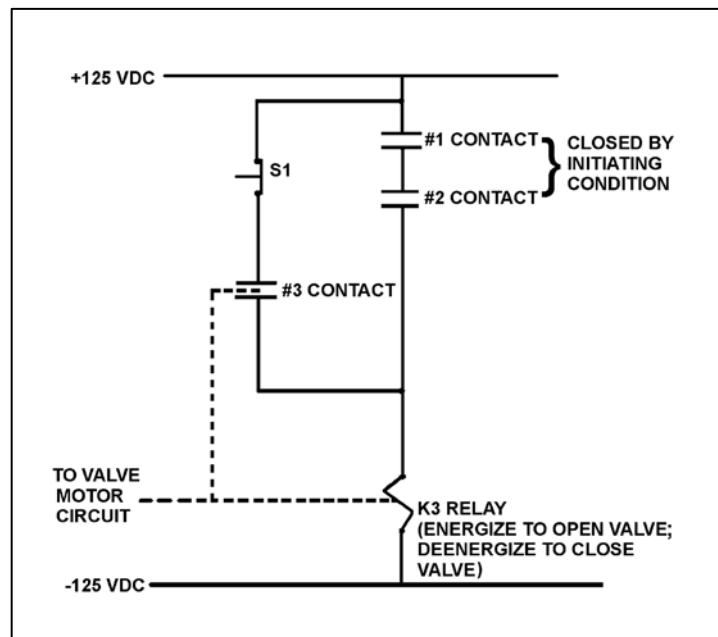 +125 VDC
#1 CONTACT
CLOSED BY
INITIATING
CONDITION
S1
#2 CONTACT
#3 CONTACT
TO VALVE
MOTOR
CIRCUIT
K3 RELAY
(ENERGIZE TO OPEN VALVE;
DEENERGIZE TO CLOSE
VALVE)
-125 VDC